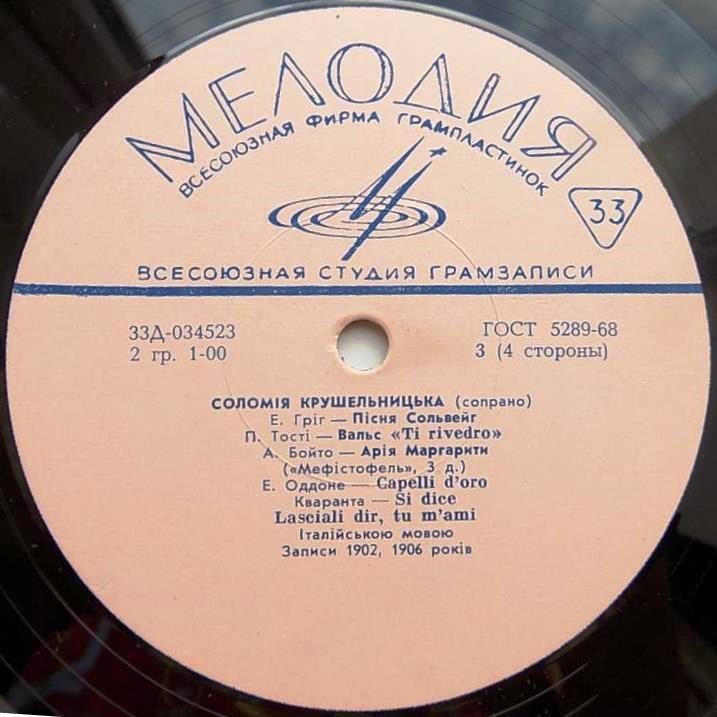 МЕЛОДИЯ
ВСЕСОЮЗНАЯ ФИРМА ГРАМПЛАСТИНОК
33
ВСЕСОЮЗНАЯ СТУДИЯ ГРАМЗАПИСИ
33Д-034523
ГОСТ 5289-68
2 гр. 1-00
3 (4 стороны)
СОЛОМІЯ КРУШЕЛЬНИЦЬКА (сопрано)
Е. Гріг — Пісня Сольвейг
П. Тості — Вальс «Ti rivedro»
А. Бойто — Арія Маргарити
(«Мефістофель», 3 д.)
Е. Оддоне — Capelli d'oro
Кваранта — Si dice
Lasciali dir, tu m'ami
Італійською мовою
Записи 1902, 1906 років